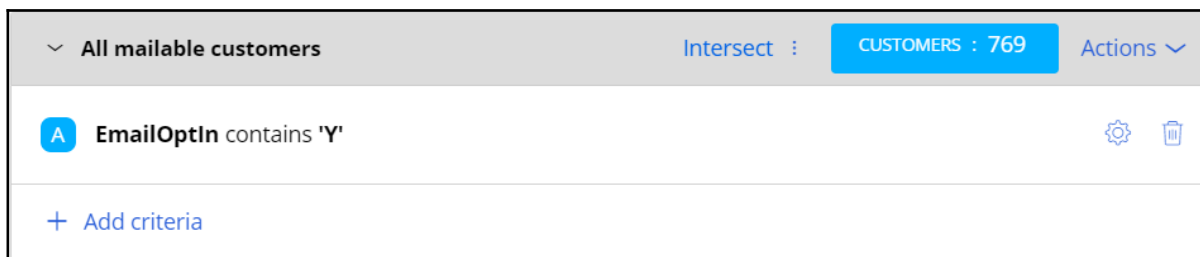 All mailable customers Intersect CUSTOMERS : 769 Actions
A EmailOptIn contains 'Y'
+ Add criteria